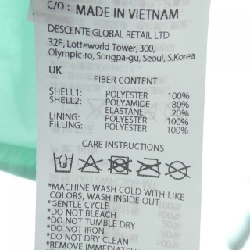 C/O: MADE IN VIETNAM
DESCENTE GLOBAL RETAIL LTD
32F, Lotteworld Tower, 300,
Olympic-ro, Songpa-gu, Seoul, S.Korea
UK
FIBER CONTENT
SHELL1: POLYESTER 100%
SHELL2: POLYAMIDE 80%
ELASTANE 20%
LINING: POLYESTER 100%
FILLING: POLYESTER 100%
CARE INSTRUCTIONS
*MACHINE WASH COLD WITH LIKE
COLORS, WASH INSIDE OUT
*GENTLE CYCLE
*DO NOT BLEACH
*DO NOT TUMBLE DRY
*DO NOT IRON
*DO NOT DRY CLEAN
*REMOVE IMMEDIATELY